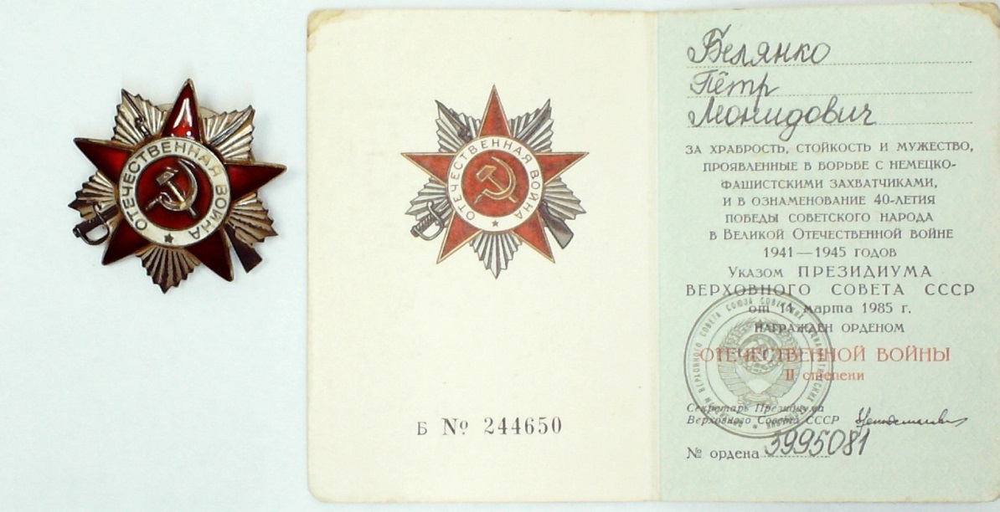 ОТЕЧЕСТВЕННАЯ ВОЙНА
ОТЕЧЕСТВЕННАЯ ВОЙНА
Б № 244650
Белянко
Пётр
Леонидович
ЗА ХРАБРОСТЬ, СТОЙКОСТЬ И МУЖЕСТВО,
ПРОЯВЛЕННЫЕ В БОРЬБЕ С НЕМЕЦКО-
ФАШИСТСКИМИ ЗАХВАТЧИКАМИ,
И В ОЗНАМЕНОВАНИЕ 40-ЛЕТИЯ
ПОБЕДЫ СОВЕТСКОГО НАРОДА
В ВЕЛИКОЙ ОТЕЧЕСТВЕННОЙ ВОЙНЕ
1941—1945 ГОДОВ
УКАЗОМ ПРЕЗИДИУМА
ВЕРХОВНОГО СОВЕТА СССР
от 11 марта 1985 г.
НАГРАЖДЕН ОРДЕНОМ
ОТЕЧЕСТВЕННОЙ ВОЙНЫ
II степени
Секретарь Президиума
Верховного Совета СССР
№ ордена 5995081